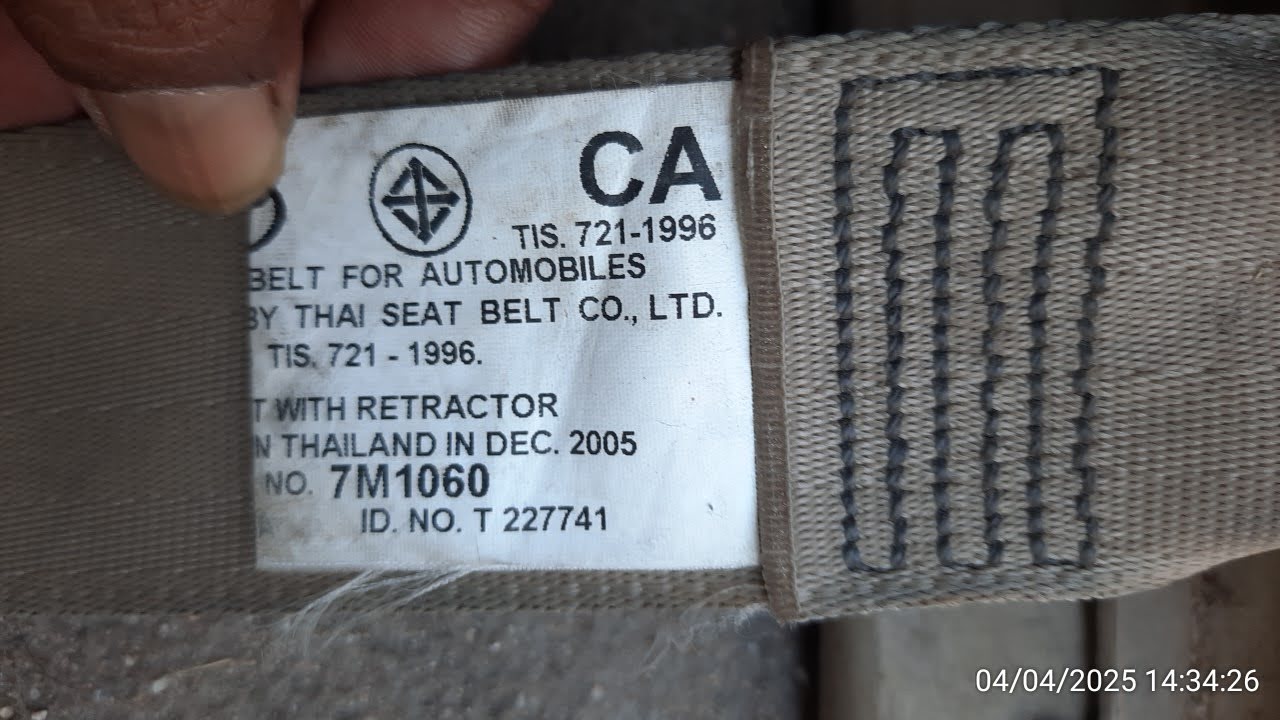 CA
TIS. 721-1996
BELT FOR AUTOMOBILES
BY THAI SEAT BELT CO., LTD.
TIS. 721 - 1996.
WITH RETRACTOR
THAILAND IN DEC. 2005
NO. 7M1060
ID. NO. T 227741
04/04/2025 14:34:26